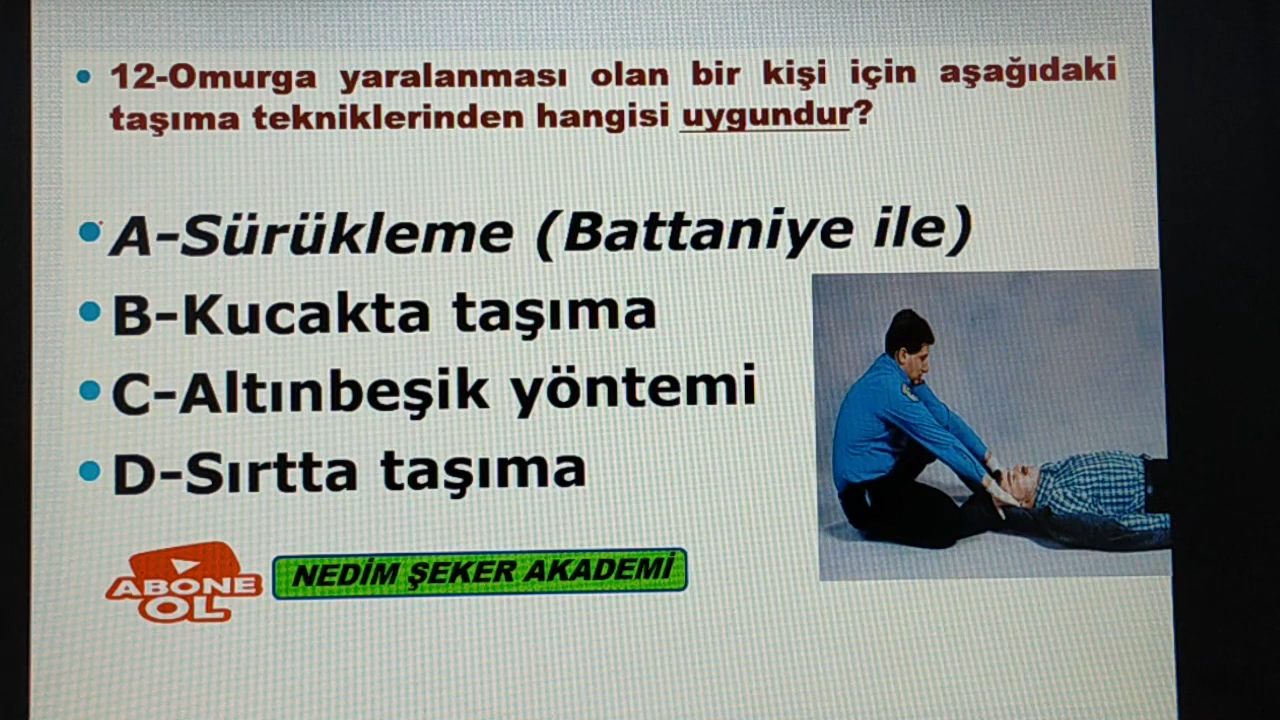 12-Omurga yaralanması olan bir kişi için aşağıdaki
taşıma tekniklerinden hangisi uygundur?
A-Sürükleme (Battaniye ile)
B-Kucakta taşıma
C-Altınbeşik yöntemi
D-Sırtta taşıma
ABONE
OL
NEDİM ŞEKER AKADEMİ